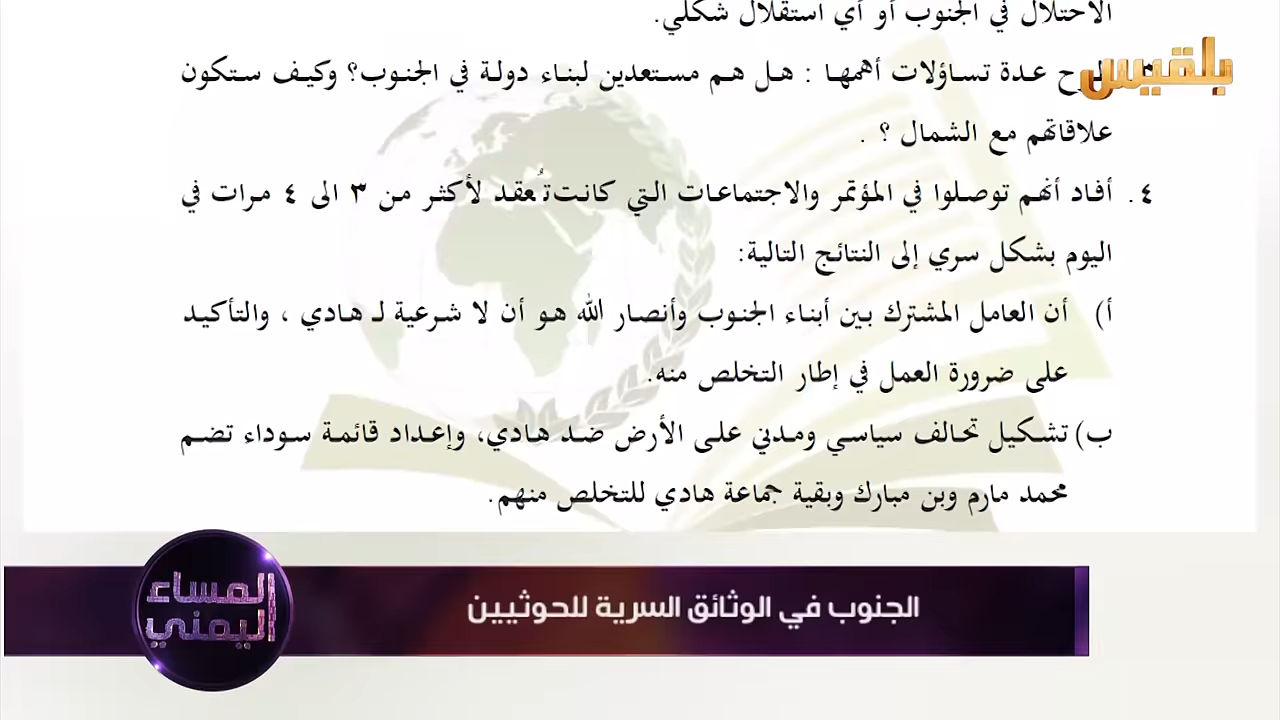 الاحتلال في الجنوب أو أي استقلال شكلي.
بلقيس
عدة تساؤلات أهمها : هل هم مستعدين لبناء دولة في الجنوب؟ وكيف ستكون
علاقاتهم مع الشمال ؟ .
٤. أفاد أنهم توصلوا في المؤتمر والاجتماعات التي كانت تُعقد لأكثر من ٣ الى ٤ مرات في
اليوم بشكل سري إلى النتائج التالية:
أ) أن العامل المشترك بين أبناء الجنوب وأنصار الله هو أن لا شرعية لـ هادي ، والتأكيد
على ضرورة العمل في إطار التخلص منه.
ب) تشكيل تحالف سياسي ومدني على الأرض ضد هادي، وإعداد قائمة سوداء تضم
محمد مارم وبن مبارك وبقية جماعة هادي للتخلص منهم.
الجنوب في الوثائق السرية للحوثيين
المساء
اليمني